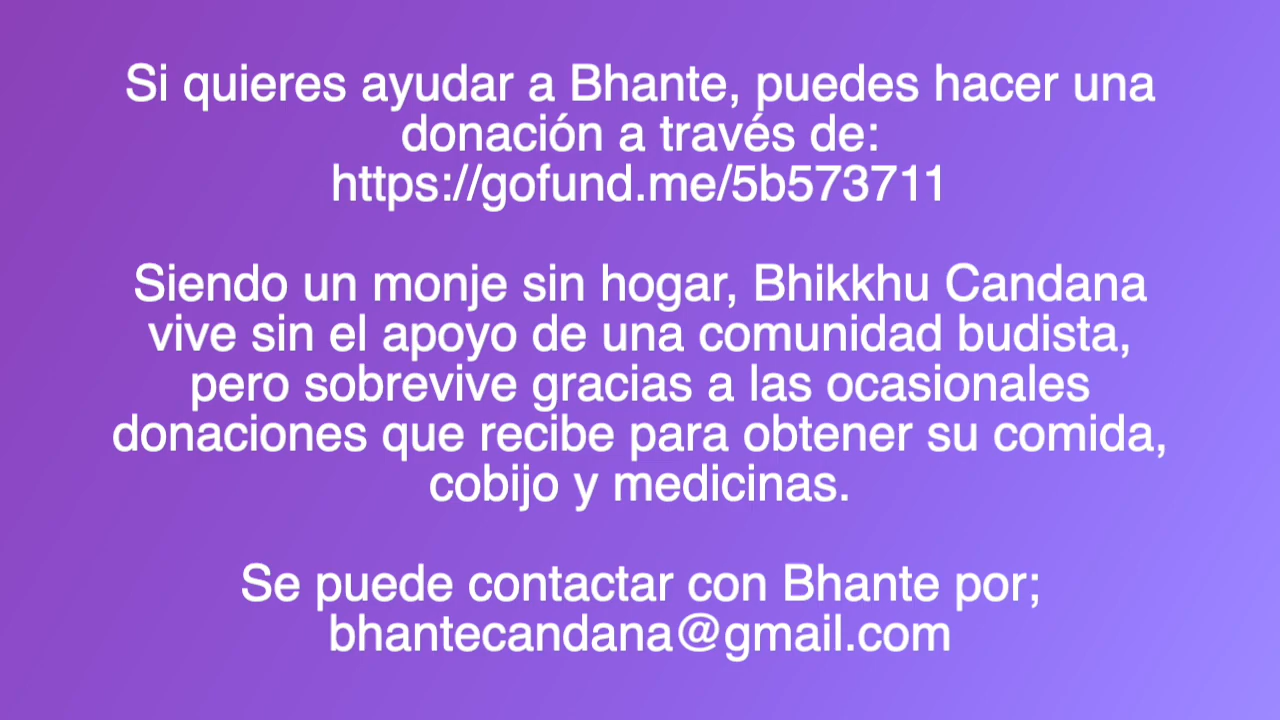 Si quieres ayudar a Bhante, puedes hacer una
donación a través de:
https://gofund.me/5b573711
Siendo un monje sin hogar, Bhikkhu Candana
vive sin el apoyo de una comunidad budista,
pero sobrevive gracias a las ocasionales
donaciones que recibe para obtener su comida,
cobijo y medicinas.
Se puede contactar con Bhante por;
bhantecandana@gmail.com